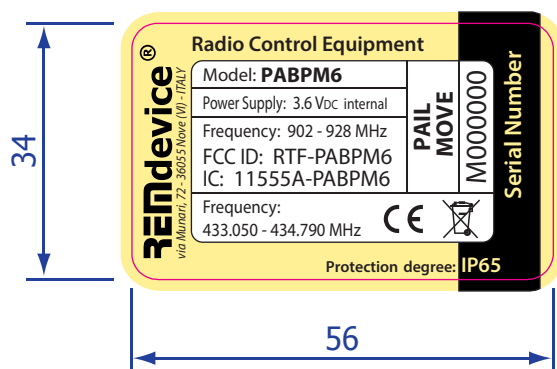 34
REMdevice®
via Munari, 72 - 36055 Nove (VI) - ITALY
Radio Control Equipment
Model: PABPM6
Power Supply: 3.6 VDC internal
Frequency: 902 - 928 MHz
FCC ID: RTF-PABPM6
IC: 11555A-PABPM6
Frequency:
433.050 - 434.790 MHz
CE
PAIL
MOVE
M000000
Serial Number
Protection degree: IP65
56